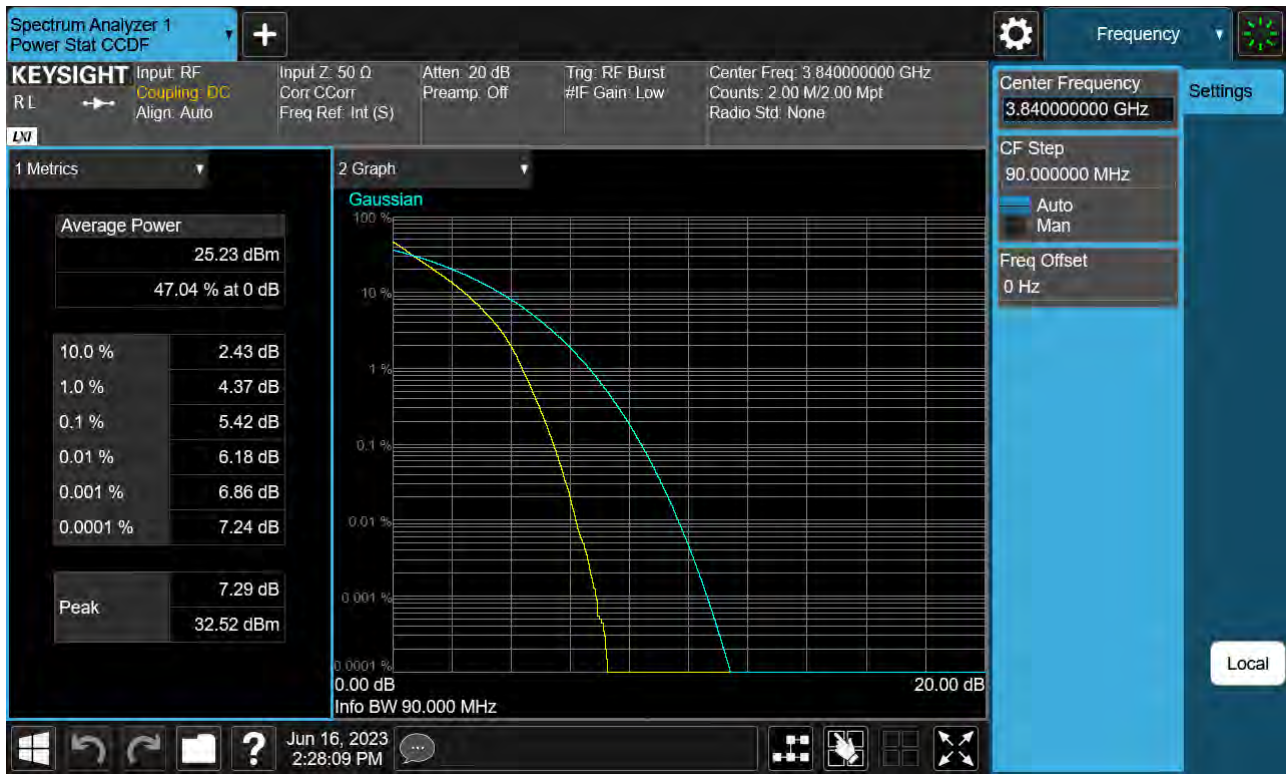 Spectrum Analyzer 1
Power Stat CCDF
Frequency
KEYSIGHT
RL
LXI
Input: RF
Coupling: DC
Align: Auto
Input Z: 50 Ω
Corr CCorr
Freq Ref: Int (S)
Atten: 20 dB
Preamp: Off
Trig: RF Burst
#IF Gain: Low
Center Freq: 3.840000000 GHz
Counts: 2.00 M/2.00 Mpt
Radio Std: None
Center Frequency
3.840000000 GHz
Settings
CF Step
90.000000 MHz
Auto
Man
Freq Offset
0 Hz
Local
1 Metrics
Average Power
25.23 dBm
47.04 % at 0 dB
10.0 % 2.43 dB
1.0 % 4.37 dB
0.1 % 5.42 dB
0.01 % 6.18 dB
0.001 % 6.86 dB
0.0001 % 7.24 dB
Peak
7.29 dB
32.52 dBm
2 Graph
Gaussian
100 %
10 %
1 %
0.1 %
0.01 %
0.001 %
0.0001 %
0.00 dB 20.00 dB
Info BW 90.000 MHz
?
Jun 16, 2023
2:28:09 PM